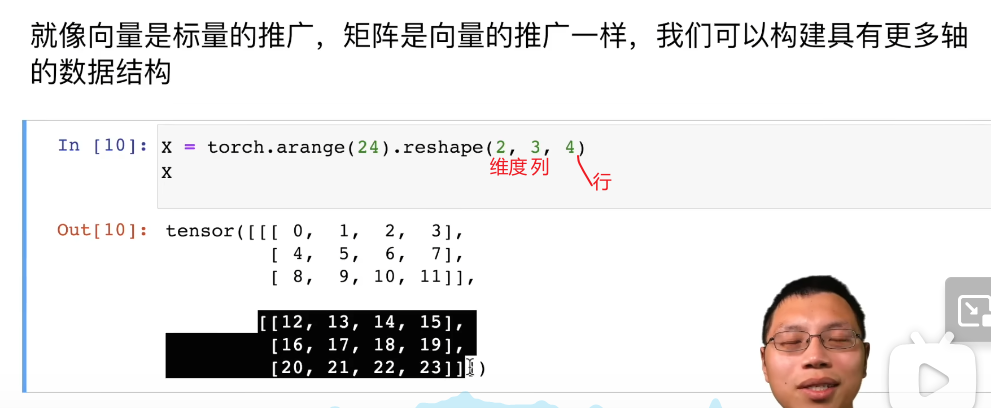 就像向量是标量的推广，矩阵是向量的推广一样，我们可以构建具有更多轴
的数据结构
In [10]: X = torch.arange(24).reshape(2, 3, 4)
维度 列
X
行
Out[10]: tensor([[[ 0, 1, 2, 3],
[ 4, 5, 6, 7],
[ 8, 9, 10, 11]],
[[12, 13, 14, 15],
[16, 17, 18, 19],
[20, 21, 22, 23]]])